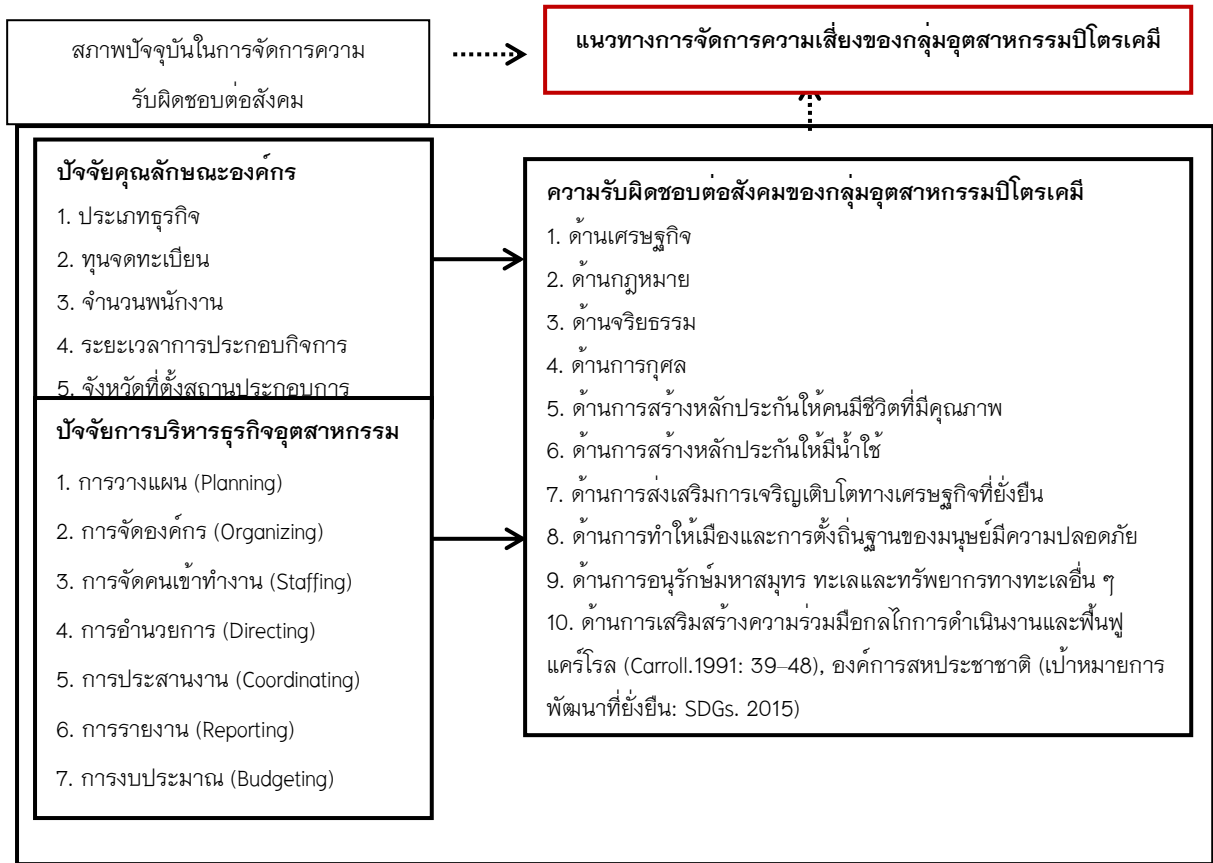 สภาพปัจจุบันในการจัดการความ
รับผิดชอบต่อสังคม
แนวทางการจัดการความเสี่ยงของกลุ่มอุตสาหกรรมปิโตรเคมี
ปัจจัยคุณลักษณะองค์กร
1. ประเภทธุรกิจ
2. ทุนจดทะเบียน
3. จำนวนพนักงาน
4. ระยะเวลาการประกอบกิจการ
5. จังหวัดที่ตั้งสถานประกอบการ
ปัจจัยการบริหารธุรกิจอุตสาหกรรม
1. การวางแผน (Planning)
2. การจัดองค์กร (Organizing)
3. การจัดคนเข้าทำงาน (Staffing)
4. การอำนวยการ (Directing)
5. การประสานงาน (Coordinating)
6. การรายงาน (Reporting)
7. การงบประมาณ (Budgeting)
ความรับผิดชอบต่อสังคมของกลุ่มอุตสาหกรรมปิโตรเคมี
1. ด้านเศรษฐกิจ
2. ด้านกฎหมาย
3. ด้านจริยธรรม
4. ด้านการกุศล
5. ด้านการสร้างหลักประกันให้คนมีชีวิตที่มีคุณภาพ
6. ด้านการสร้างหลักประกันให้มีน้ำใช้
7. ด้านการส่งเสริมการเจริญเติบโตทางเศรษฐกิจที่ยั่งยืน
8. ด้านการทำให้เมืองและการตั้งถิ่นฐานของมนุษย์มีความปลอดภัย
9. ด้านการอนุรักษ์มหาสมุทร ทะเลและทรัพยากรทางทะเลอื่น ๆ
10. ด้านการเสริมสร้างความร่วมมือกลไกการดำเนินงานและฟื้นฟู
แคร์โรล (Carroll.1991: 39–48), องค์การสหประชาชาติ (เป้าหมายการ
พัฒนาที่ยั่งยืน: SDGs. 2015)